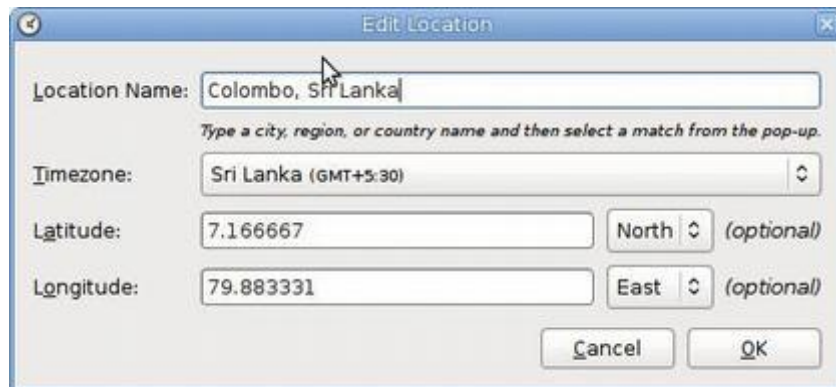 Edit Location
Location Name: Colombo, Sri Lanka
Type a city, region, or country name and then select a match from the pop-up.
Timezone: Sri Lanka (GMT+5:30)
Latitude: 7.166667 North (optional)
Longitude: 79.883331 East (optional)
Cancel OK